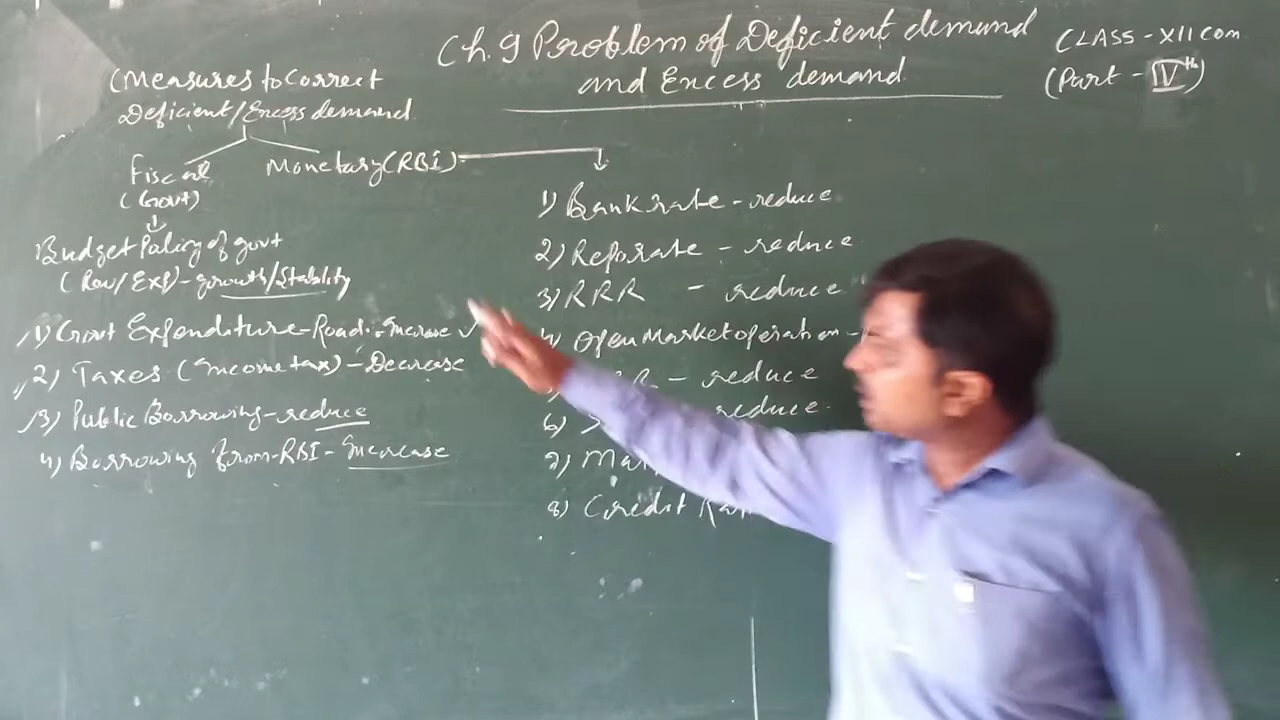 Ch. 9 Problem of Deficient demand
and Excess demand
CLASS - XII Com
(Part - IVth)
(Measures to Correct
Deficient/Excess demand
Fiscal
(Govt)
Monetary (RBI)
Budget Policy of govt
(Rev/Exp) - growth/Stability
1) Govt Expenditure - Road. - Increase ✓
2) Taxes (Income tax) - Decrease
3) Public Borrowing - reduce
4) Borrowing from RBI - Increase
1) Bank rate - reduce
2) Repo rate - reduce
3) RRR - reduce
4) Open Market operation -
- reduce
6) reduce
8) Credit